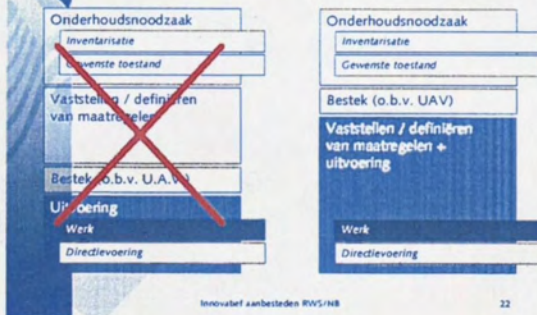 Onderhoudsnoodzaak
Inventarisatie
Gewenste toestand
Vaststellen / definiëren
van maatregelen
Bestek (o.b.v. U.A.V.)
Uitvoering
Werk
Directievoering
Onderhoudsnoodzaak
Inventarisatie
Gewemste toestand
Bestek (o.b.v. UAV)
Vaststellen / definiëren
van maatregelen +
uitvoering
Werk
Directievoering
Innovatief aanbesteden RWS/NB
22